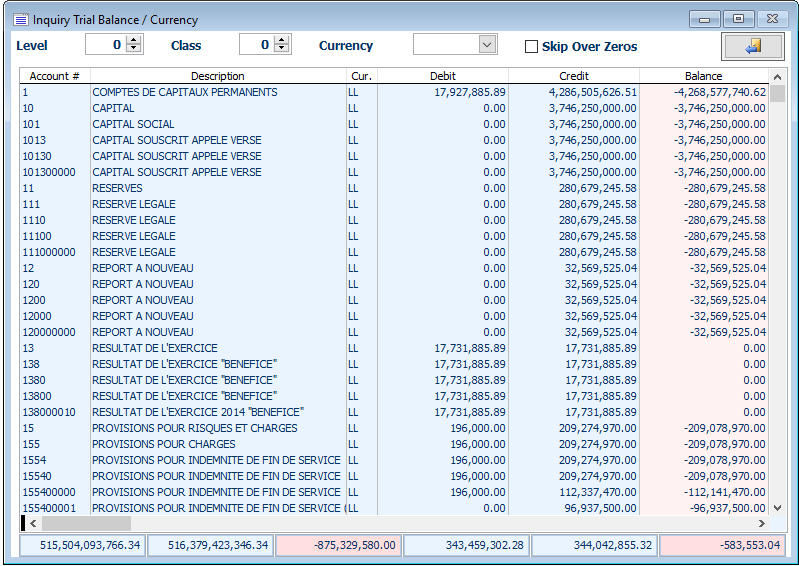 Inquiry Trial Balance / Currency
Level 0 Class 0 Currency Skip Over Zeros
Account # Description Cur. Debit Credit Balance
1 COMPTES DE CAPITAUX PERMANENTS LL 17,927,885.89 4,286,505,626.51 -4,268,577,740.62
10 CAPITAL LL 0.00 3,746,250,000.00 -3,746,250,000.00
101 CAPITAL SOCIAL LL 0.00 3,746,250,000.00 -3,746,250,000.00
1013 CAPITAL SOUSCRIT APPELE VERSE LL 0.00 3,746,250,000.00 -3,746,250,000.00
10130 CAPITAL SOUSCRIT APPELE VERSE LL 0.00 3,746,250,000.00 -3,746,250,000.00
101300000 CAPITAL SOUSCRIT APPELE VERSE LL 0.00 3,746,250,000.00 -3,746,250,000.00
11 RESERVES LL 0.00 280,679,245.58 -280,679,245.58
111 RESERVE LEGALE LL 0.00 280,679,245.58 -280,679,245.58
1110 RESERVE LEGALE LL 0.00 280,679,245.58 -280,679,245.58
11100 RESERVE LEGALE LL 0.00 280,679,245.58 -280,679,245.58
111000000 RESERVE LEGALE LL 0.00 280,679,245.58 -280,679,245.58
12 REPORT A NOUVEAU LL 0.00 32,569,525.04 -32,569,525.04
120 REPORT A NOUVEAU LL 0.00 32,569,525.04 -32,569,525.04
1200 REPORT A NOUVEAU LL 0.00 32,569,525.04 -32,569,525.04
12000 REPORT A NOUVEAU LL 0.00 32,569,525.04 -32,569,525.04
120000000 REPORT A NOUVEAU LL 0.00 32,569,525.04 -32,569,525.04
13 RESULTAT DE L'EXERCICE LL 17,731,885.89 17,731,885.89 0.00
138 RESULTAT DE L'EXERCICE "BENEFICE" LL 17,731,885.89 17,731,885.89 0.00
1380 RESULTAT DE L'EXERCICE "BENEFICE" LL 17,731,885.89 17,731,885.89 0.00
13800 RESULTAT DE L'EXERCICE "BENEFICE" LL 17,731,885.89 17,731,885.89 0.00
138000010 RESULTAT DE L'EXERCICE 2014 "BENEFICE" LL 17,731,885.89 17,731,885.89 0.00
15 PROVISIONS POUR RISQUES ET CHARGES LL 196,000.00 209,274,970.00 -209,078,970.00
155 PROVISIONS POUR CHARGES LL 196,000.00 209,274,970.00 -209,078,970.00
1554 PROVISIONS POUR INDEMNITE DE FIN DE SERVICE LL 196,000.00 209,274,970.00 -209,078,970.00
15540 PROVISIONS POUR INDEMNITE DE FIN DE SERVICE LL 196,000.00 209,274,970.00 -209,078,970.00
155400000 PROVISIONS POUR INDEMNITE DE FIN DE SERVICE LL 196,000.00 112,337,470.00 -112,141,470.00
155400001 PROVISIONS POUR INDEMNITE DE FIN DE SERVICE ( LL 0.00 96,937,500.00 -96,937,500.00
515,504,093,766.34 516,379,423,346.34 -875,329,580.00 343,459,302.28 344,042,855.32 -583,553.04